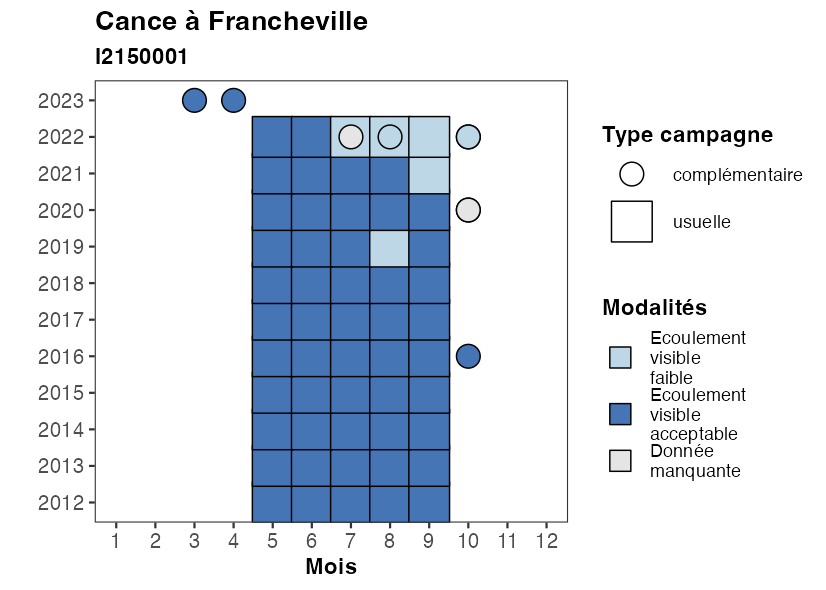 Cance à Francheville
I2150001
2023
2022
2021
2020
2019
2018
2017
2016
2015
2014
2013
2012
1 2 3 4 5 6 7 8 9 10 11 12
Mois
Type campagne
complémentaire
usuelle
Modalités
Ecoulement
visible
faible
Ecoulement
visible
acceptable
Donnée
manquante